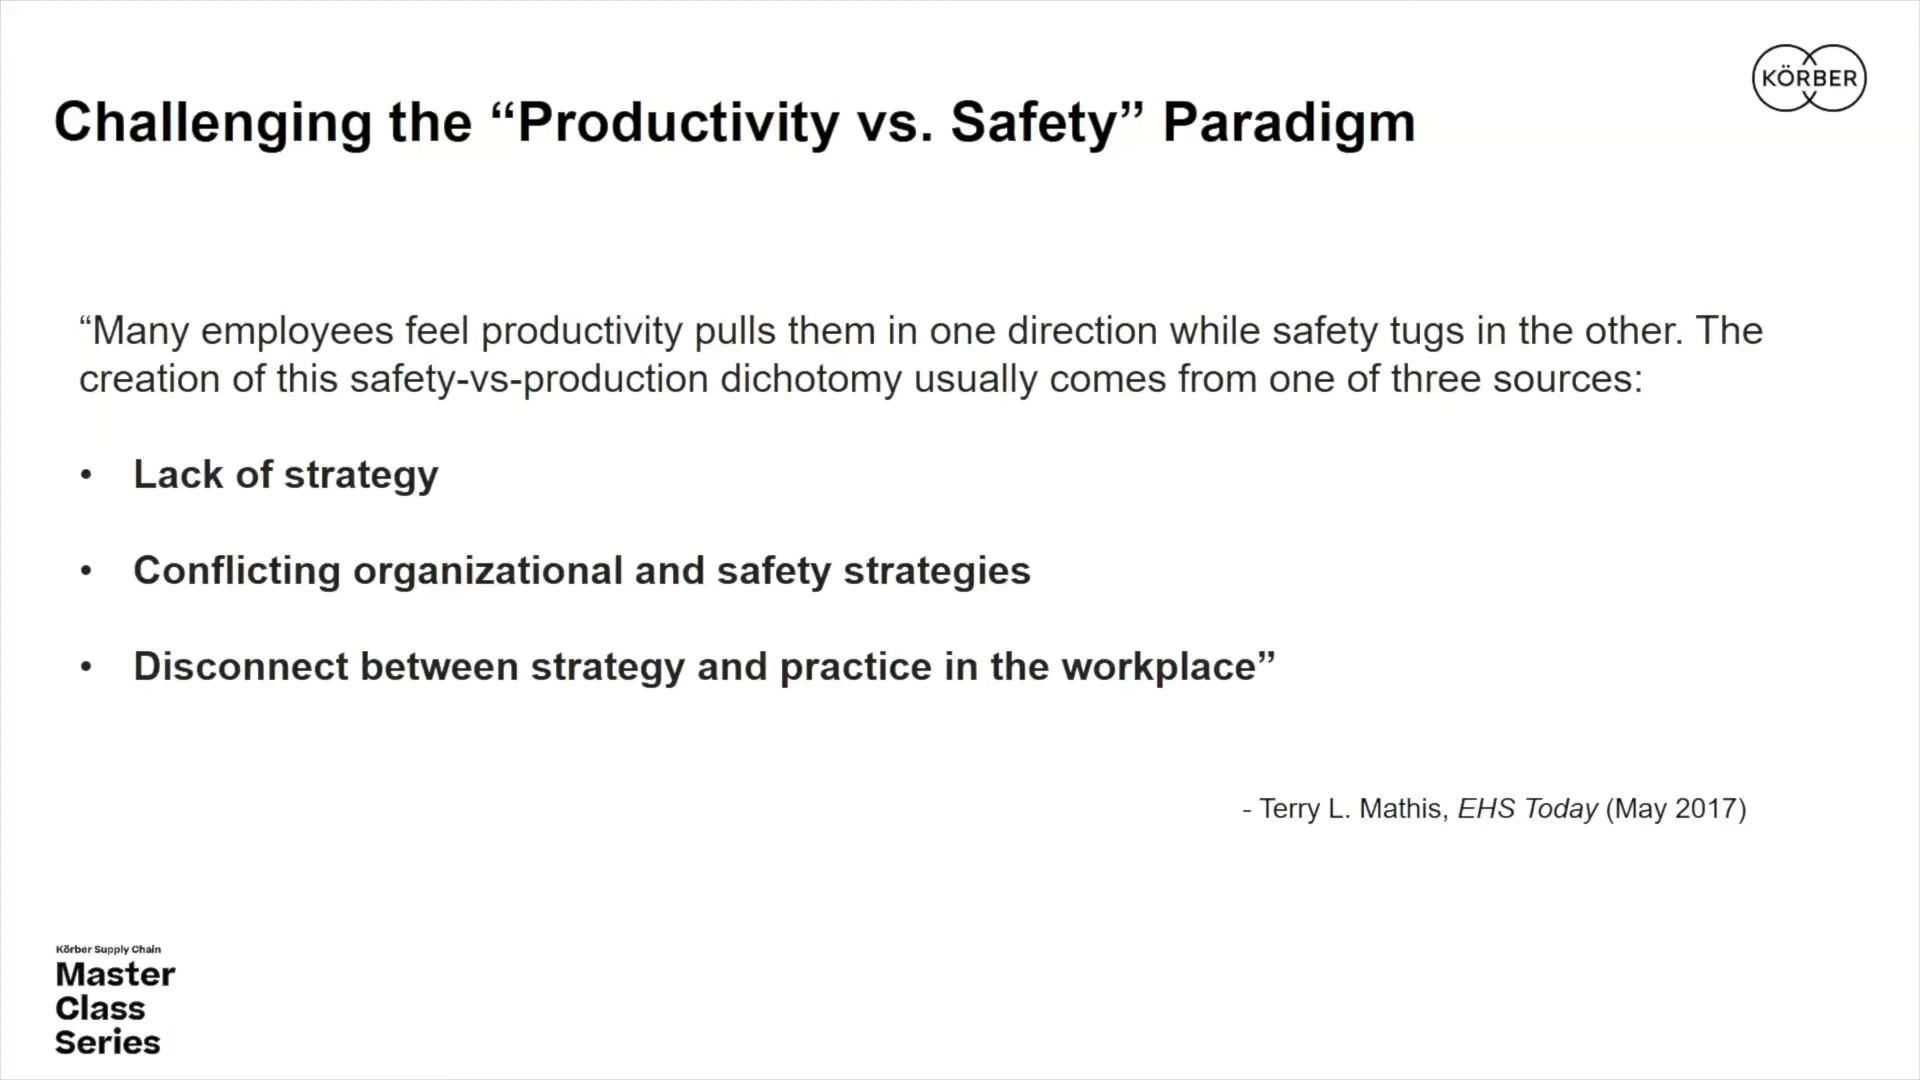 KÖRBER
Challenging the “Productivity vs. Safety” Paradigm
“Many employees feel productivity pulls them in one direction while safety tugs in the other. The
creation of this safety-vs-production dichotomy usually comes from one of three sources:
• Lack of strategy
• Conflicting organizational and safety strategies
• Disconnect between strategy and practice in the workplace”
- Terry L. Mathis, EHS Today (May 2017)
Körber Supply Chain
Master
Class
Series